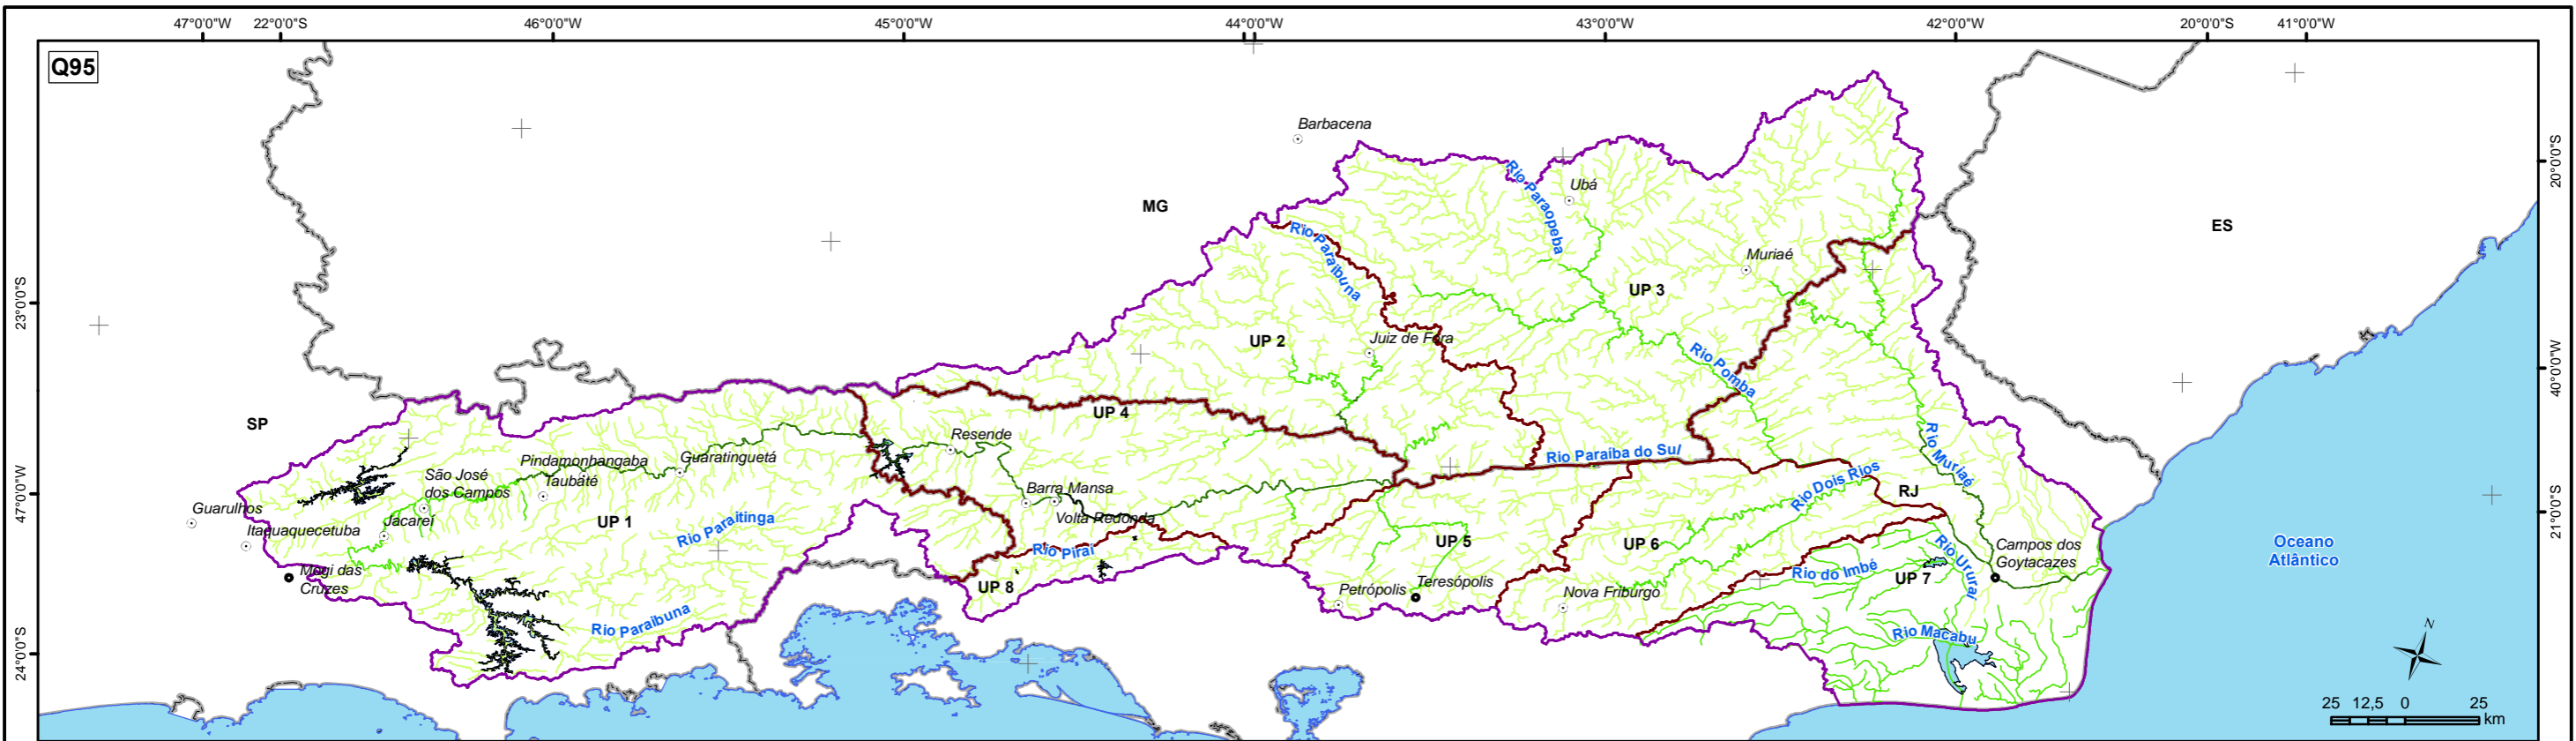 47°0'0"W
22°0'0"S
46°0'0"W
45°0'0"W
44°0'0"W
43°0'0"W
42°0'0"W
20°0'0"S
41°0'0"W
Q95
Barbacena
MG
Ubá
Rio Paraopeba
20°0'0"S
ES
Rio Paraibuna
Muriaé
UP 3
23°0'0"S
UP 2
Juiz de Fora
Rio Pomba
40°0'0"W
UP 4
SP
Resende
Rio Paraiba do Sul
Rio Muriaé
Pindamonhangaba
Guaratinguetá
São José
dos Campos
Taubaté
47°0'0"W
Barra Mansa
Rio Dois Rios
RJ
Guarulhos
Jacareí
UP 1
Rio Paraitinga
Volta Redonda
21°0'0"S
Itaquaquecetuba
Rio Piraí
UP 5
UP 6
Rio Ururaí
Campos dos
Goytacazes
Oceano
Atlântico
Mogi das
Cruzes
UP 8
Petrópolis
Teresópolis
Nova Friburgo
Rio do Imbé
UP 7
Rio Paraibuna
Rio Macabu
24°0'0"S
N
25 12,5 0 25
km